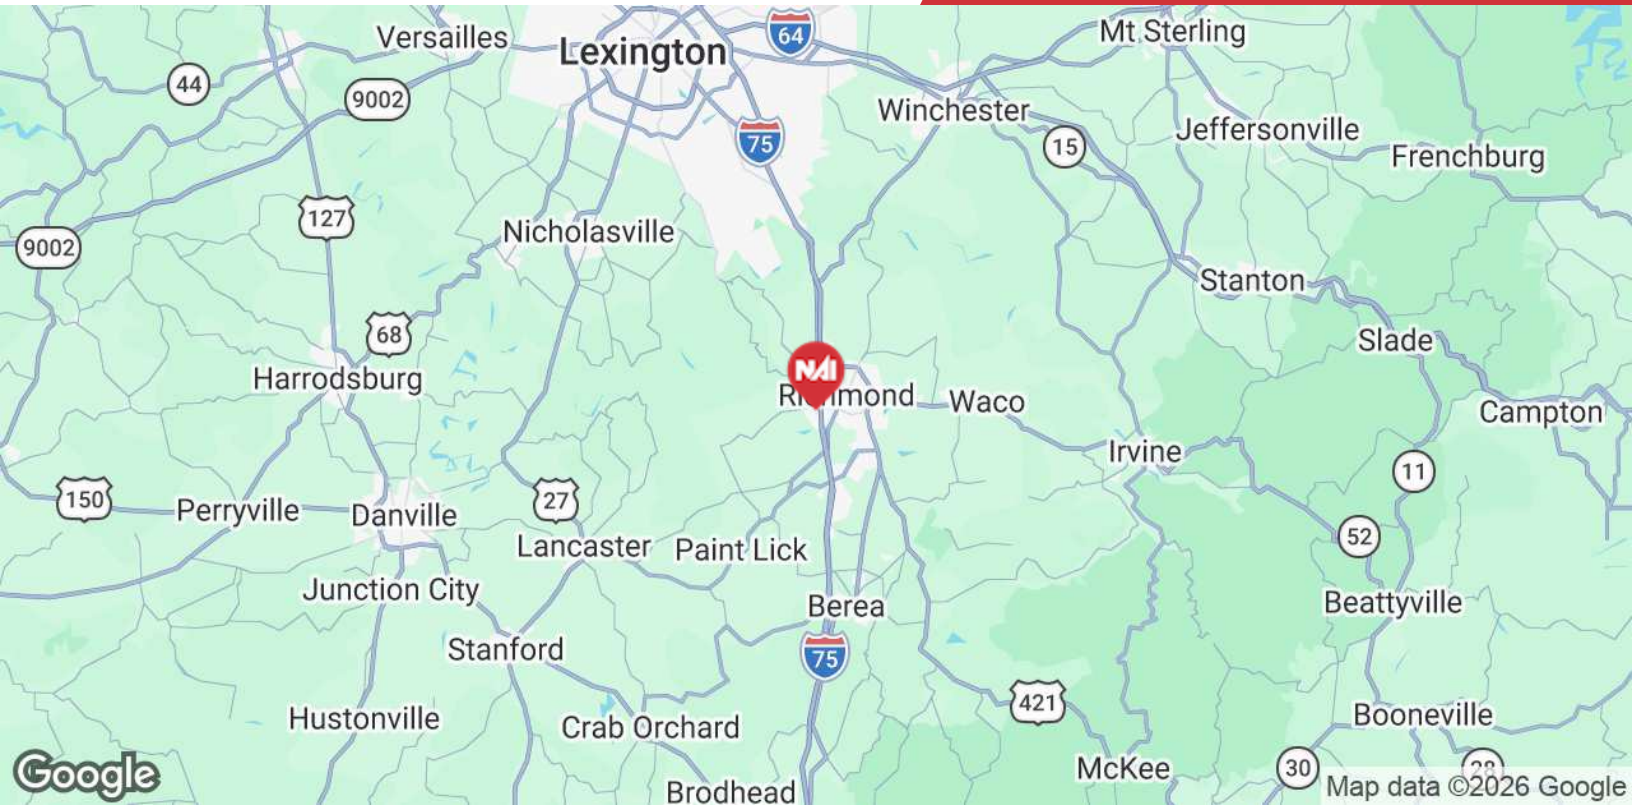 Versailles
Lexington
64
Mt Sterling
44
9002
Winchester
75
15
Jeffersonville
Frenchburg
127
9002
Nicholasville
Stanton
68
Slade
NAI
Harrodsburg
Richmond
Waco
Campton
Irvine
11
150
27
Perryville
Danville
52
Lancaster
Paint Lick
Junction City
Berea
Beattyville
Stanford
75
421
Hustonville
Crab Orchard
Booneville
Google
McKee
30
28
Brodhead
Map data ©2026 Google